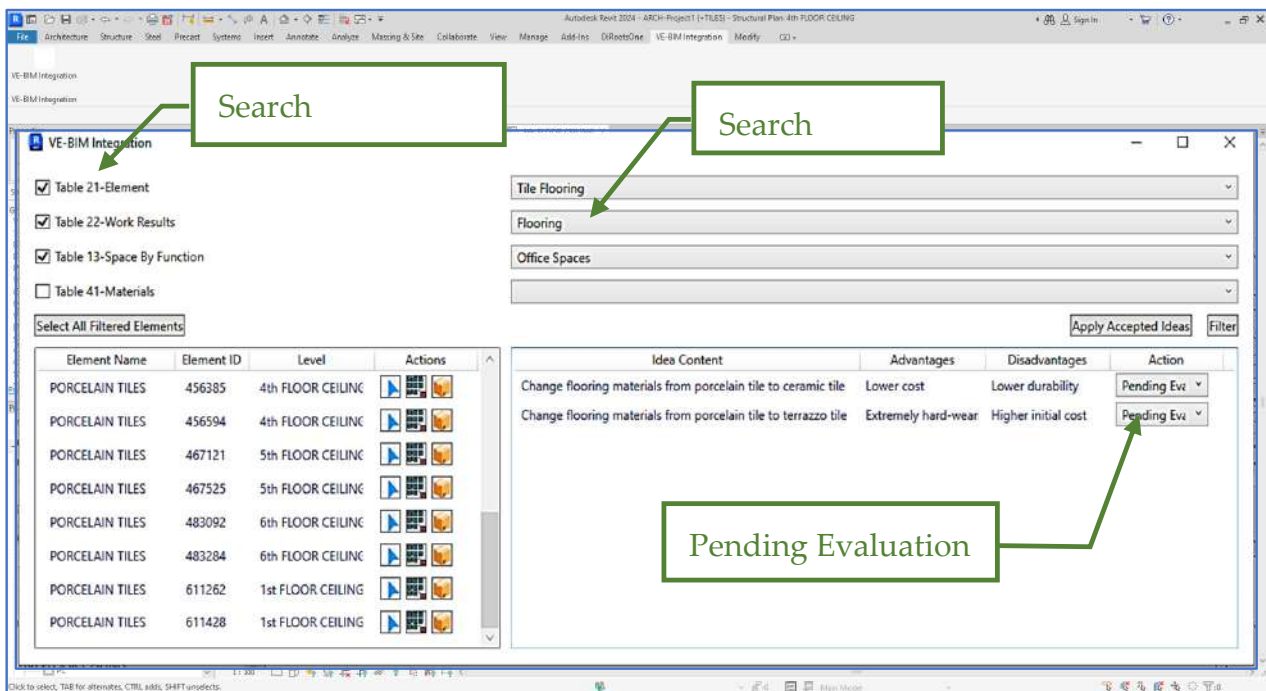 Autodesk Revit 2024 - ARCH-Project1 (+TILES) - Structural Plan: 4th FLOOR CEILING
Sign In
File Architecture Structure Steel Precast Systems Insert Annotate Analyze Massing & Site Collaborate View Manage Add-Ins DiRootsOne VE-BIM Integration Modify
VE-BIM Integration
VE-BIM Integration
Search
Search
VE-BIM Integration
Table 21-Element
Tile Flooring
Table 22-Work Results
Flooring
Table 13-Space By Function
Office Spaces
Table 41-Materials
Select All Filtered Elements
Apply Accepted Ideas Filter
Element Name Element ID Level Actions
PORCELAIN TILES 456385 4th FLOOR CEILING
PORCELAIN TILES 456594 4th FLOOR CEILING
PORCELAIN TILES 467121 5th FLOOR CEILING
PORCELAIN TILES 467525 5th FLOOR CEILING
PORCELAIN TILES 483092 6th FLOOR CEILING
PORCELAIN TILES 483284 6th FLOOR CEILING
PORCELAIN TILES 611262 1st FLOOR CEILING
PORCELAIN TILES 611428 1st FLOOR CEILING
Idea Content Advantages Disadvantages Action
Change flooring materials from porcelain tile to ceramic tile Lower cost Lower durability Pending Eva
Change flooring materials from porcelain tile to terrazzo tile Extremely hard-wear Higher initial cost Pending Eva
Pending Evaluation
1 : 100
Click to select, TAB for alternates, CTRL adds, SHIFT unselects.
Main Model